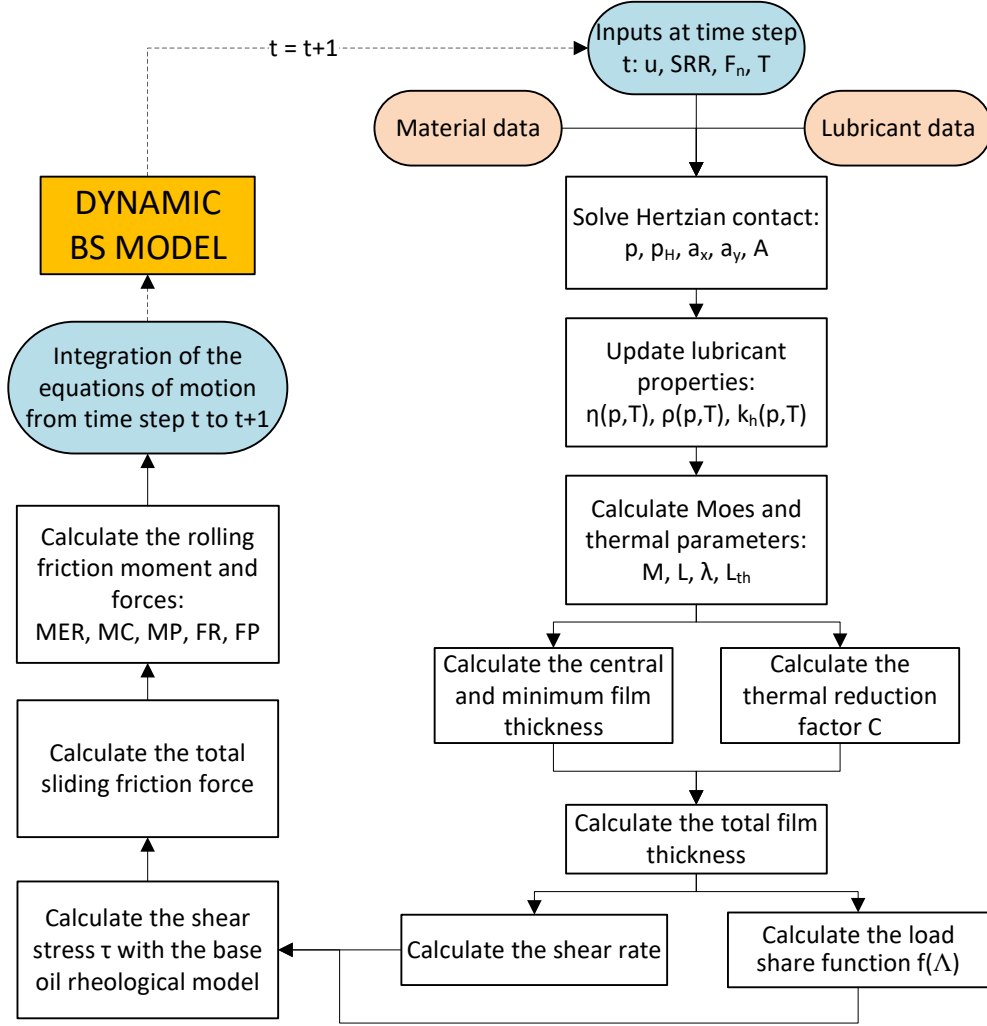 t = t+1
Inputs at time step
t: u, SRR, Fₙ, T
Material data
Lubricant data
DYNAMIC
BS MODEL
Solve Hertzian contact:
p, p_H, aₓ, a_y, A
Integration of the
equations of motion
from time step t to t+1
Update lubricant
properties:
η(p,T), ρ(p,T), kₕ(p,T)
Calculate Moes and
thermal parameters:
M, L, λ, Lₜₕ
Calculate the rolling
friction moment and
forces:
MER, MC, MP, FR, FP
Calculate the central
and minimum film
thickness
Calculate the
thermal reduction
factor C
Calculate the total
sliding friction force
Calculate the total film
thickness
Calculate the shear
stress τ with the base
oil rheological model
Calculate the shear rate
Calculate the load
share function f(Λ)